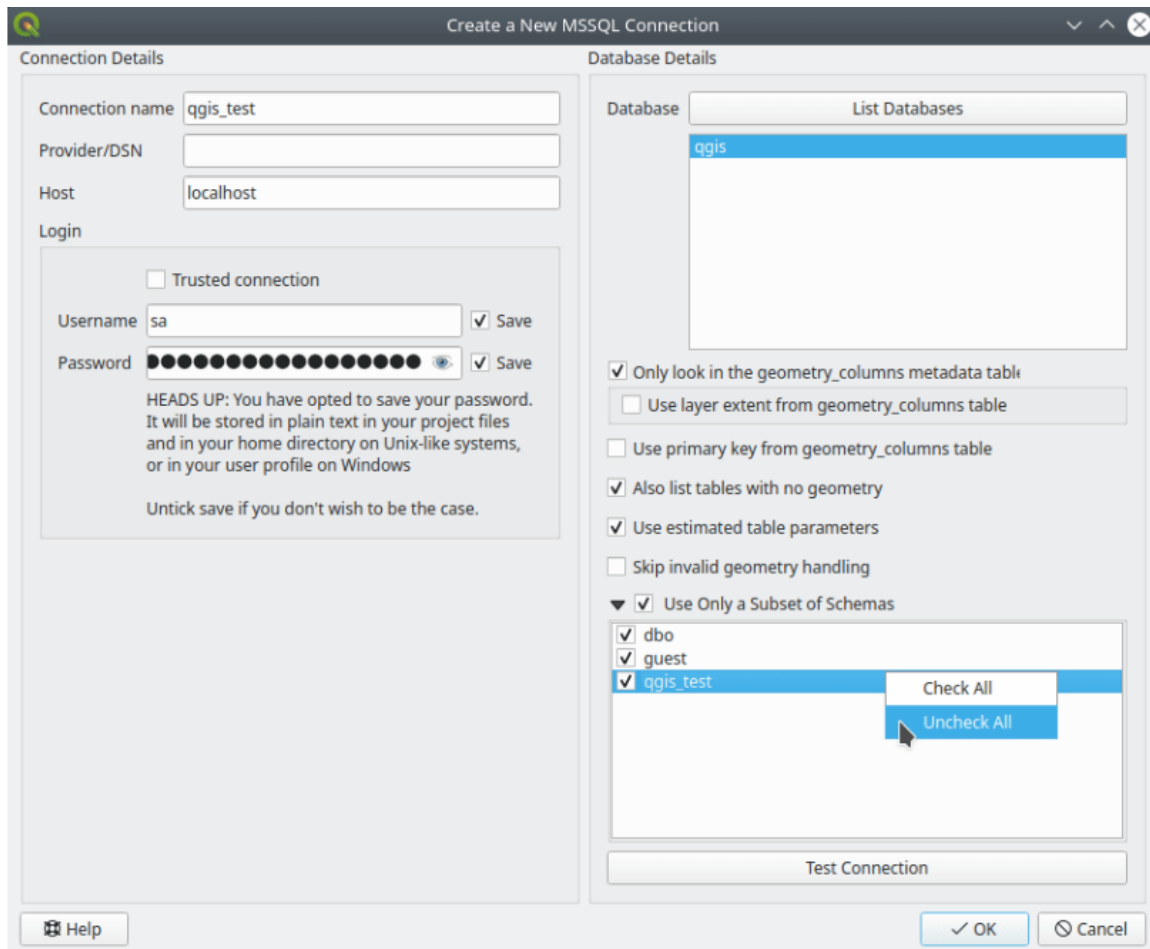 Create a New MSSQL Connection
Connection Details
Connection name qgis_test
Provider/DSN
Host localhost
Login
Trusted connection
Username sa Save
Password Save
HEADS UP: You have opted to save your password.
It will be stored in plain text in your project files
and in your home directory on Unix-like systems,
or in your user profile on Windows
Untick save if you don't wish to be the case.
Database Details
Database List Databases
qgis
Only look in the geometry_columns metadata table
Use layer extent from geometry_columns table
Use primary key from geometry_columns table
Also list tables with no geometry
Use estimated table parameters
Skip invalid geometry handling
Use Only a Subset of Schemas
dbo
guest
qgis_test
Check All
Uncheck All
Test Connection
Help
OK
Cancel